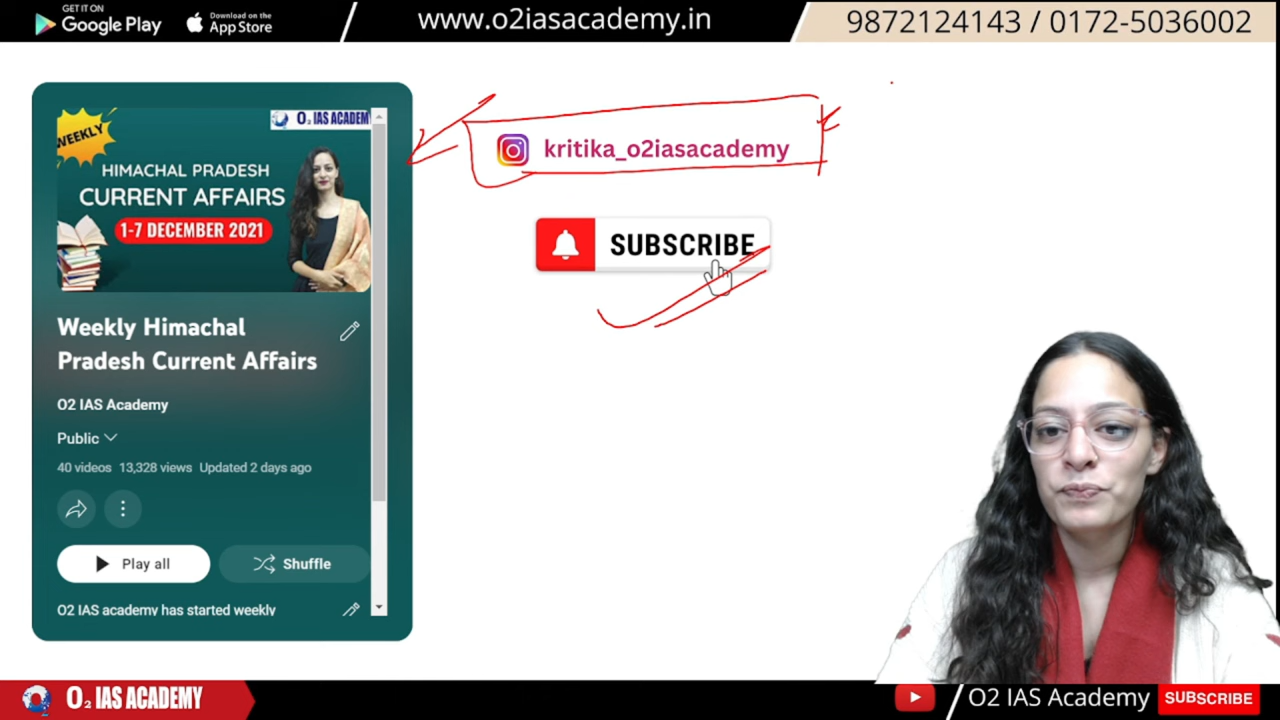 GET IT ON
Google Play
Download on the
App Store
www.o2iasacademy.in
9872124143 / 0172-5036002
WEEKLY
O2 IAS ACADEMY
HIMACHAL PRADESH
CURRENT AFFAIRS
1-7 DECEMBER 2021
kritika_o2iasacademy
SUBSCRIBE
Weekly Himachal
Pradesh Current Affairs
O2 IAS Academy
Public
40 videos 13,328 views Updated 2 days ago
Play all
Shuffle
O2 IAS academy has started weekly
O2 IAS ACADEMY
O2 IAS Academy
SUBSCRIBE